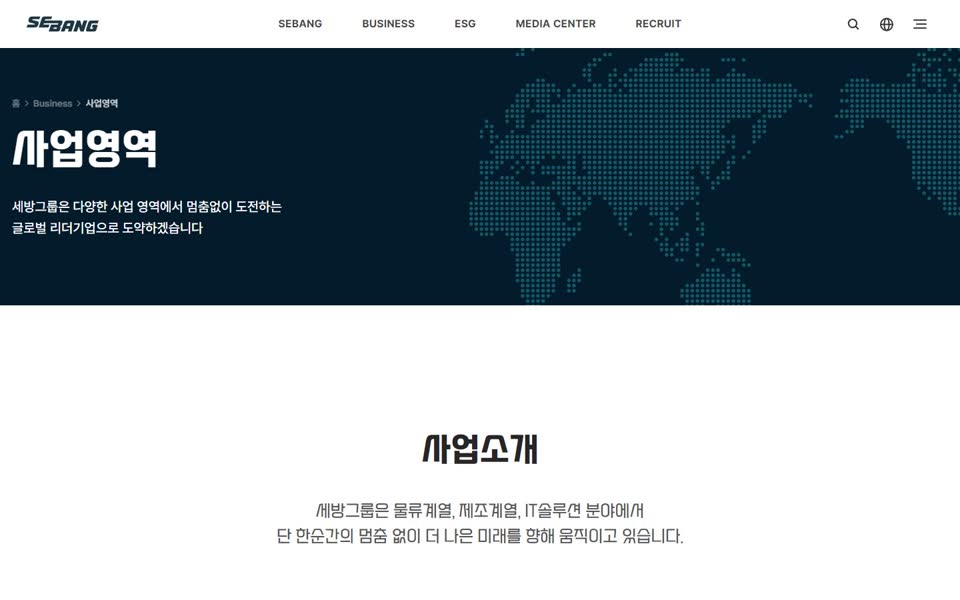 SEBANG
SEBANG
BUSINESS
ESG
MEDIA CENTER
RECRUIT
홈 > Business > 사업영역
사업영역
세방그룹은 다양한 사업 영역에서 멈춤없이 도전하는
글로벌 리더기업으로 도약하겠습니다
사업소개
세방그룹은 물류계열, 제조계열, IT솔루션 분야에서
단 한순간의 멈춤 없이 더 나은 미래를 향해 움직이고 있습니다.